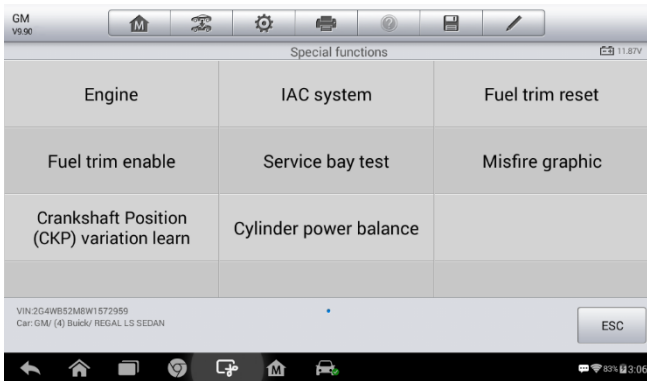 GM
V9.90
M
Special functions
11.87V
Engine
IAC system
Fuel trim reset
Fuel trim enable
Service bay test
Misfire graphic
Crankshaft Position
(CKP) variation learn
Cylinder power balance
VIN:2G4WB52M8W1572959
Car: GM/ (4) Buick/ REGAL LS SEDAN
ESC
M
83% 3:06